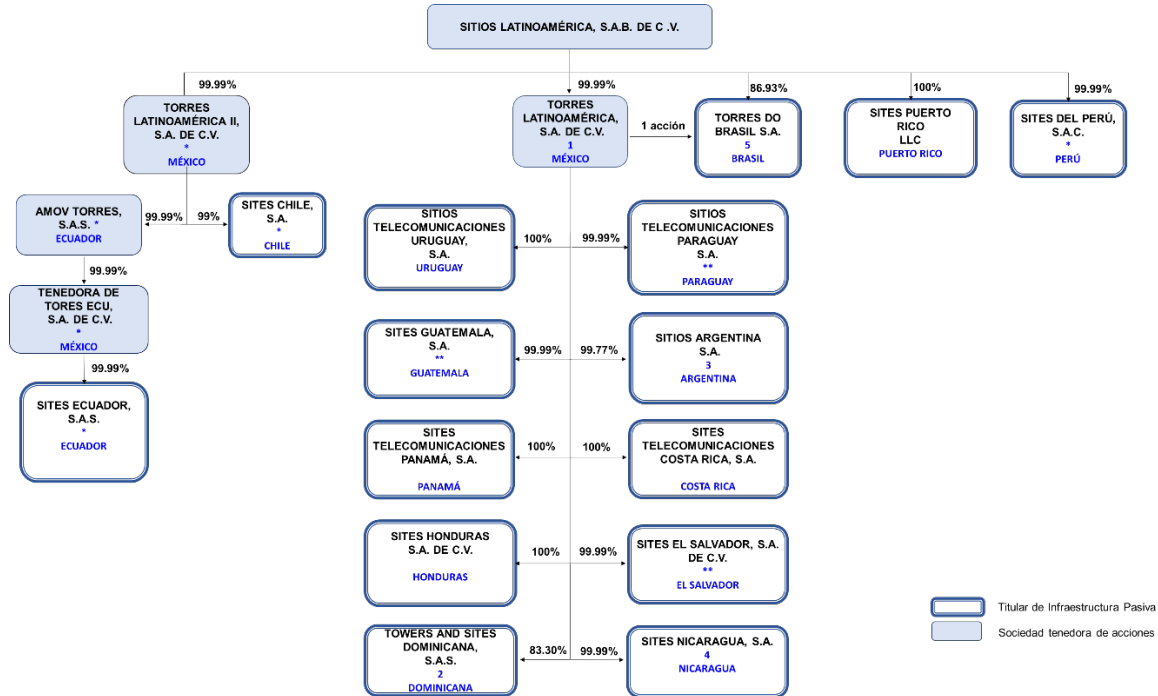 SITIOS LATINOAMÉRICA, S.A.B. DE C .V.
99.99%
99.99%
86.93%
100%
99.99%
TORRES
LATINOAMÉRICA II,
S.A. DE C.V.
*
MÉXICO
TORRES
LATINOAMÉRICA,
S.A. DE C.V.
1
MÉXICO
1 acción
TORRES DO
BRASIL S.A.
5
BRASIL
SITES PUERTO
RICO
LLC
PUERTO RICO
SITES DEL PERÚ,
S.A.C.
*
PERÚ
AMOV TORRES,
S.A.S. *
ECUADOR
99.99%
99%
SITES CHILE,
S.A.
*
CHILE
99.99%
TENEDORA DE
TORES ECU,
S.A. DE C.V.
*
MÉXICO
99.99%
SITES ECUADOR,
S.A.S.
*
ECUADOR
SITIOS
TELECOMUNICACIONES
URUGUAY,
S.A.
URUGUAY
100%
99.99%
SITIOS
TELECOMUNICACIONES
PARAGUAY
S.A.
**
PARAGUAY
SITES GUATEMALA,
S.A.
**
GUATEMALA
99.99%
99.77%
SITIOS ARGENTINA
S.A.
3
ARGENTINA
SITES
TELECOMUNICACIONES
PANAMÁ, S.A.
PANAMÁ
100%
100%
SITES
TELECOMUNICACIONES
COSTA RICA, S.A.
COSTA RICA
SITES HONDURAS
S.A. DE C.V.
HONDURAS
100%
99.99%
SITES EL SALVADOR, S.A.
DE C.V.
**
EL SALVADOR
TOWERS AND SITES
DOMINICANA,
S.A.S.
2
DOMINICANA
83.30%
99.99%
SITES NICARAGUA, S.A.
4
NICARAGUA
Titular de Infraestructura Pasiva
Sociedad tenedora de acciones